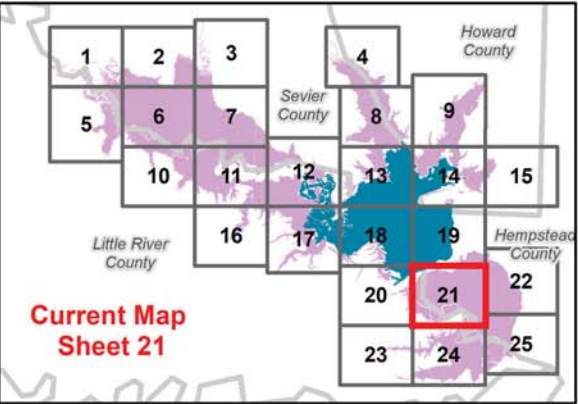 Howard
County
1 2 3 4
Sevier
County
5 6 7 8 9
10 11 12 13 14 15
Little River
County
16 17 18 19
Hempstead
County
20 21 22
Current Map
Sheet 21
23 24 25